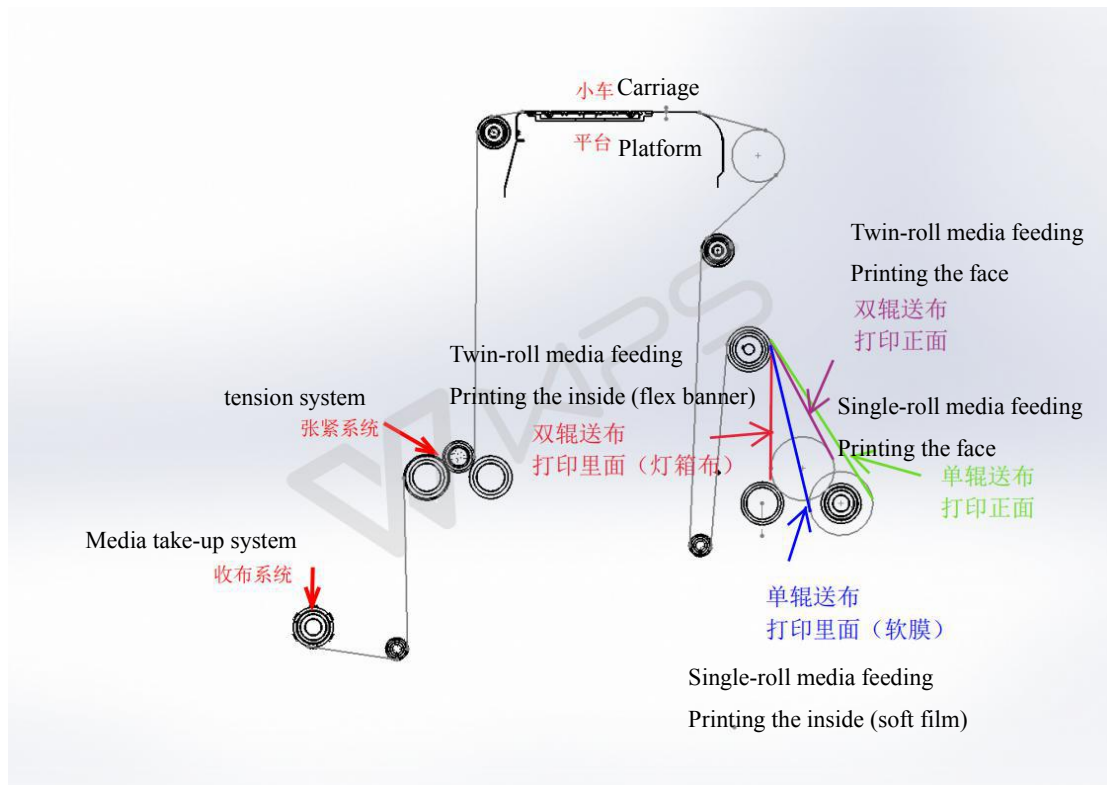 小车 Carriage
平台 Platform
Twin-roll media feeding
Printing the face
双辊送布
打印正面
Twin-roll media feeding
Printing the inside (flex banner)
双辊送布
打印里面（灯箱布）
tension system
张紧系统
Single-roll media feeding
Printing the face
单辊送布
打印正面
Media take-up system
收布系统
单辊送布
打印里面（软膜）
Single-roll media feeding
Printing the inside (soft film)
WPS